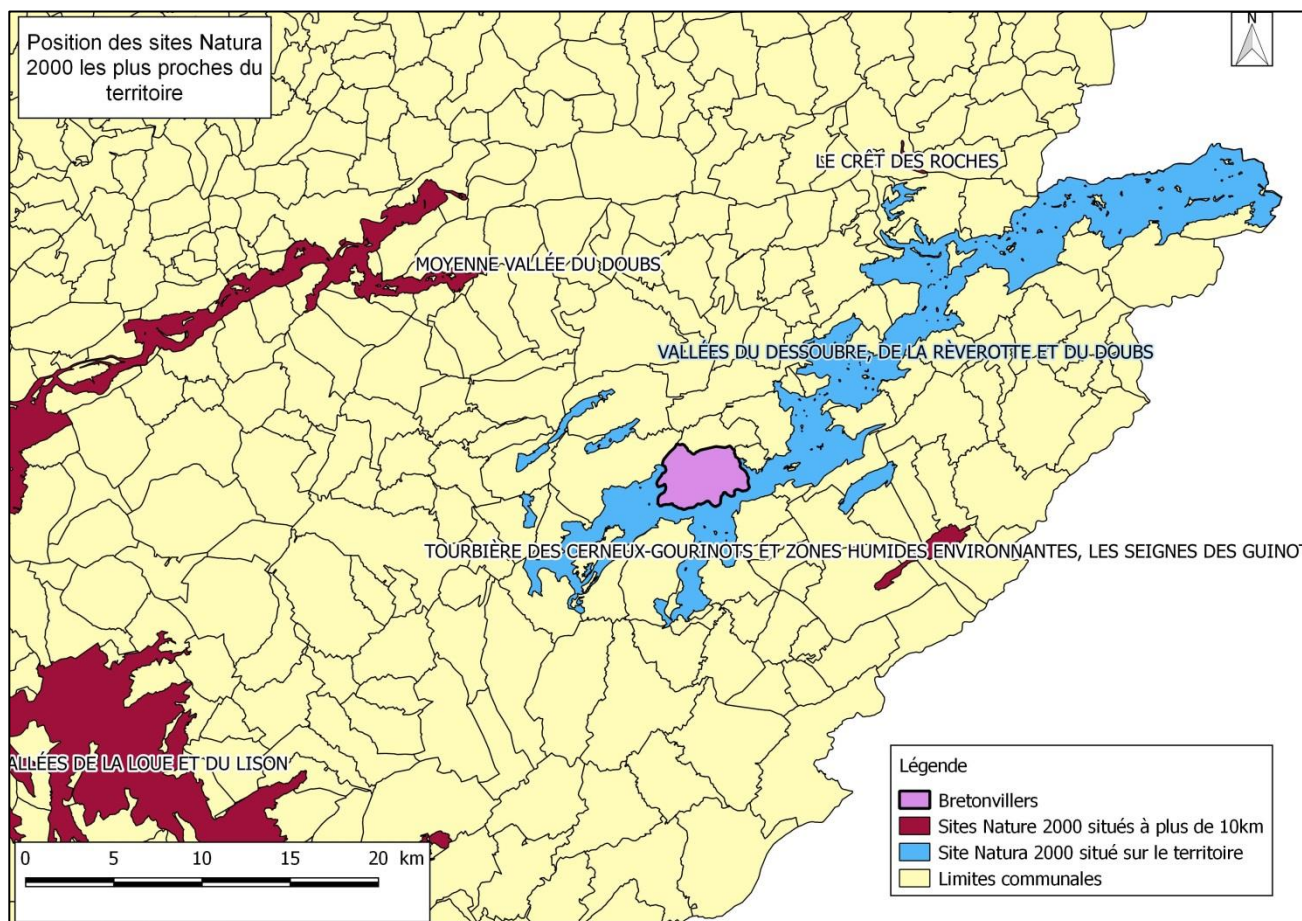 Position des sites Natura
2000 les plus proches du
territoire
N
LE CRÊT DES ROCHES
MOYENNE VALLÉE DU DOUBS
VALLÉES DU DESSOUBRE, DE LA RÈVEROTTE ET DU DOUBS
TOURBIÈRE DES CERNEUX-GOURINOTS ET ZONES HUMIDES ENVIRONNANTES, LES SEIGNES DES GUINOT
ALLÉES DE LA LOUE ET DU LISON
Légende
Bretonvillers
Sites Nature 2000 situés à plus de 10km
Site Natura 2000 situé sur le territoire
Limites communales
0 5 10 15 20 km